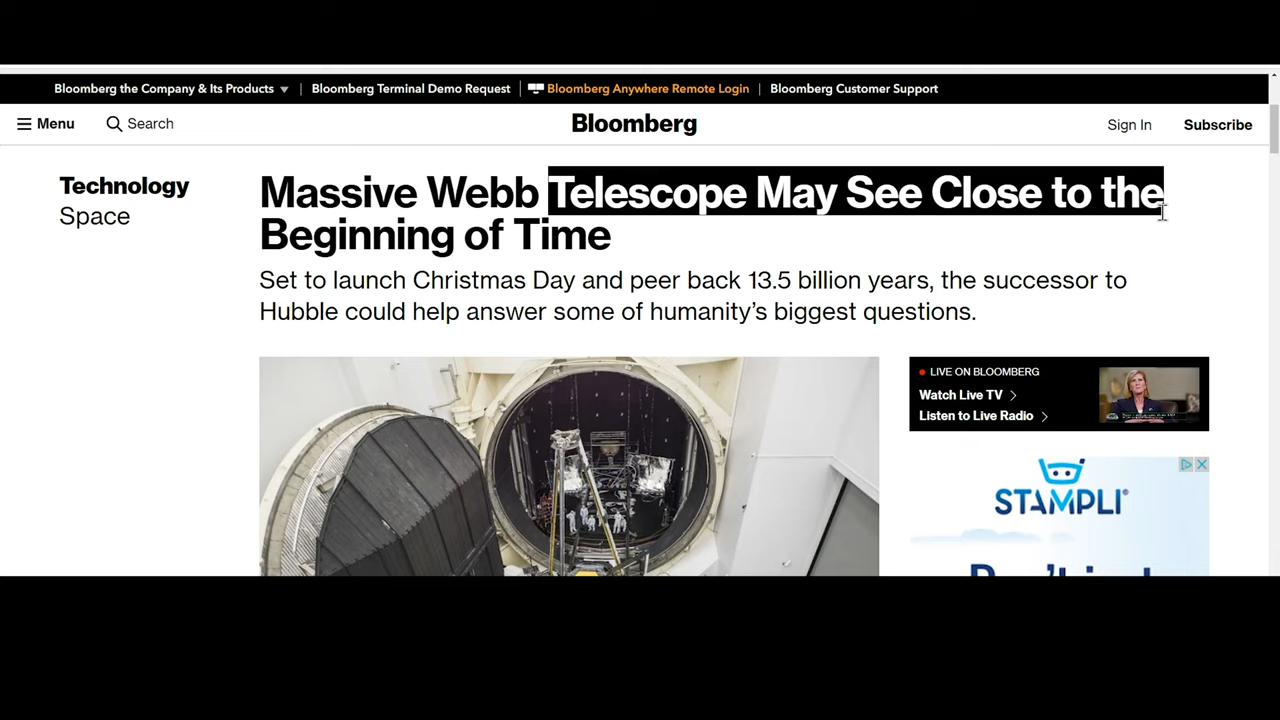 Bloomberg the Company & Its Products
Bloomberg Terminal Demo Request
Bloomberg Anywhere Remote Login
Bloomberg Customer Support
Menu
Search
Bloomberg
Sign In
Subscribe
Technology
Space
Massive Webb Telescope May See Close to the
Beginning of Time
Set to launch Christmas Day and peer back 13.5 billion years, the successor to
Hubble could help answer some of humanity's biggest questions.
LIVE ON BLOOMBERG
Watch Live TV
Listen to Live Radio
STAMPLI